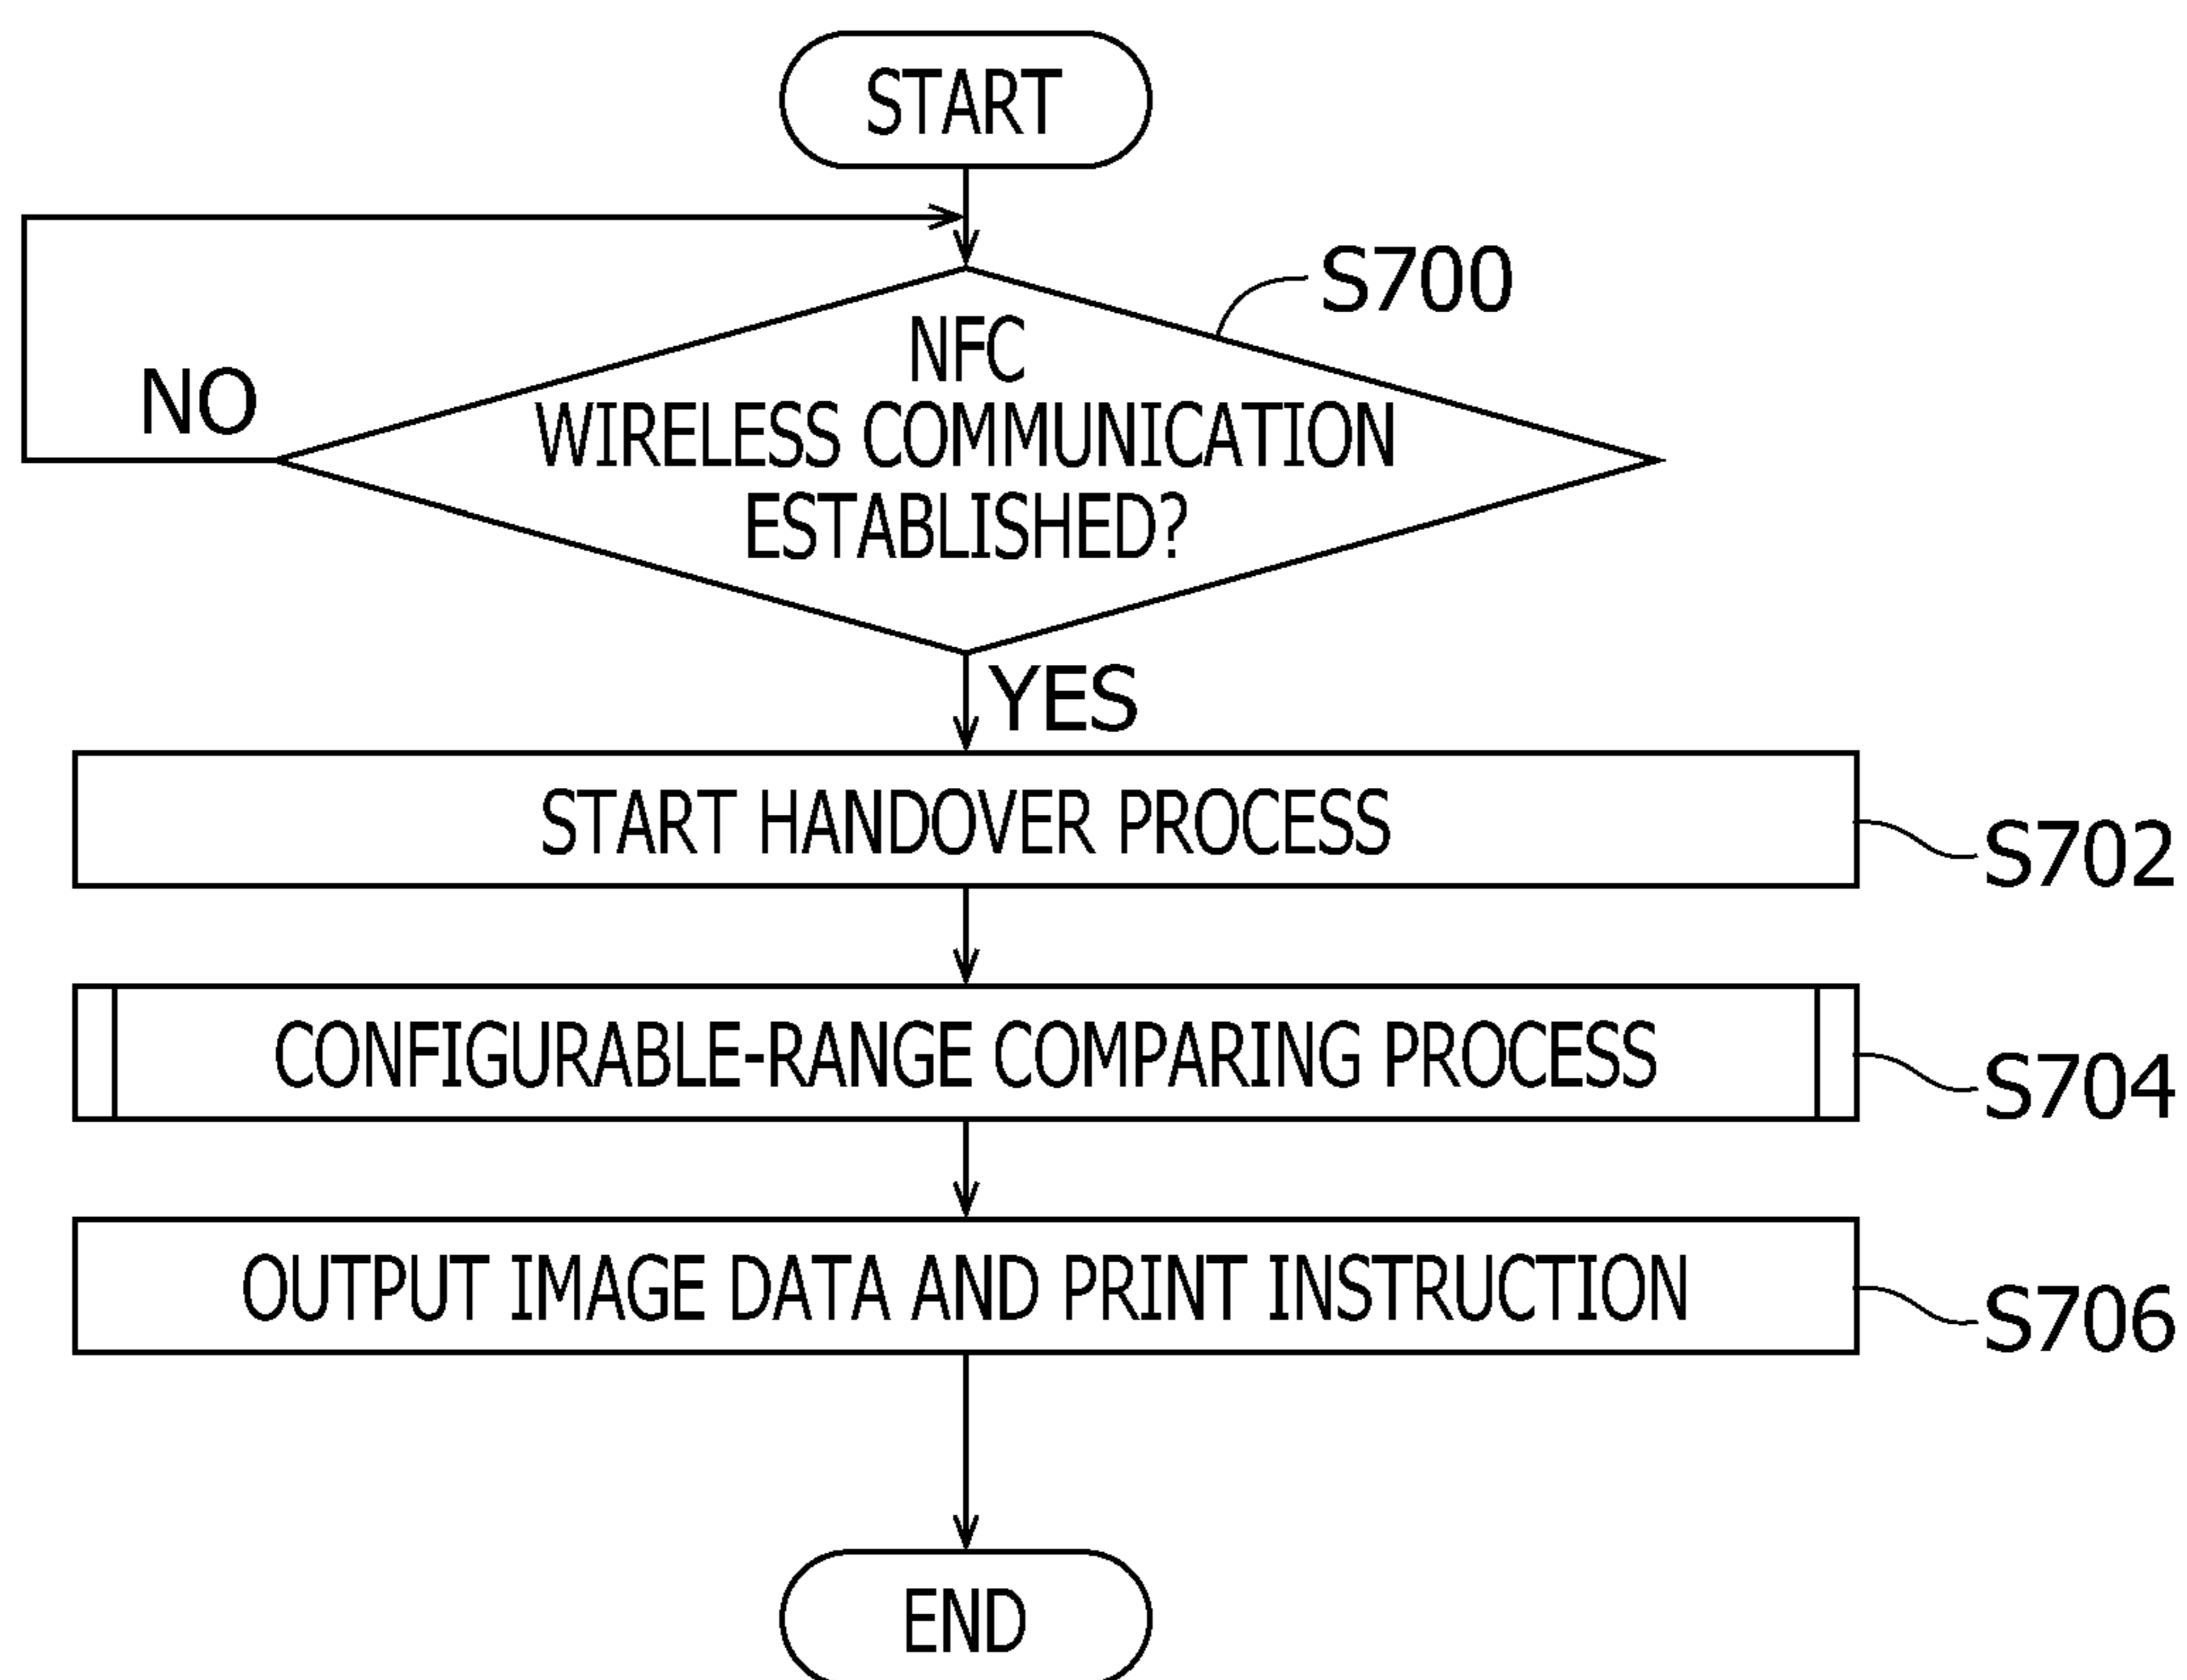 START
S700
NFC
WIRELESS COMMUNICATION
ESTABLISHED?
NO
YES
START HANDOVER PROCESS
S702
CONFIGURABLE-RANGE COMPARING PROCESS
S704
OUTPUT IMAGE DATA AND PRINT INSTRUCTION
S706
END